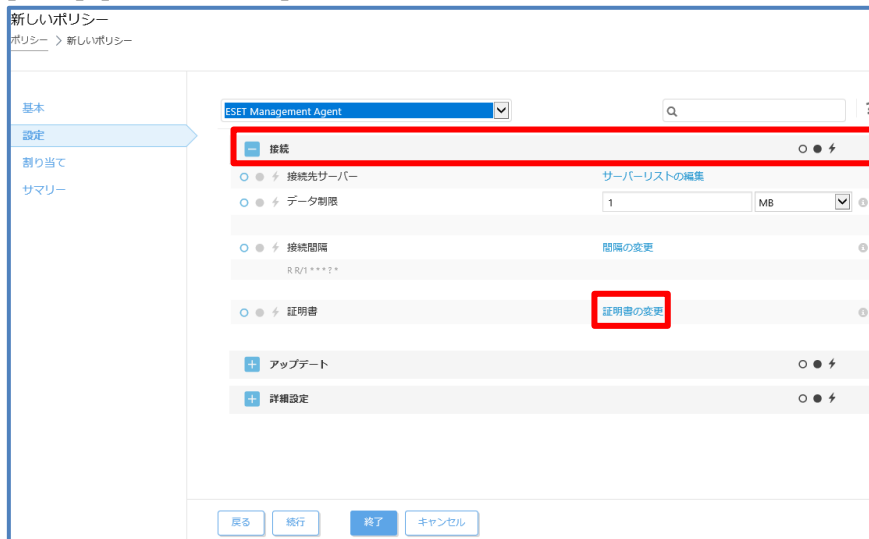 新しいポリシー
ポリシー > 新しいポリシー
基本
設定
割り当て
サマリー
ESET Management Agent
接続
接続先サーバー サーバーリストの編集
データ制限 1 MB
接続間隔 間隔の変更
R R/1 * * * ? *
証明書 証明書の変更
アップデート
詳細設定
戻る 続行 終了 キャンセル